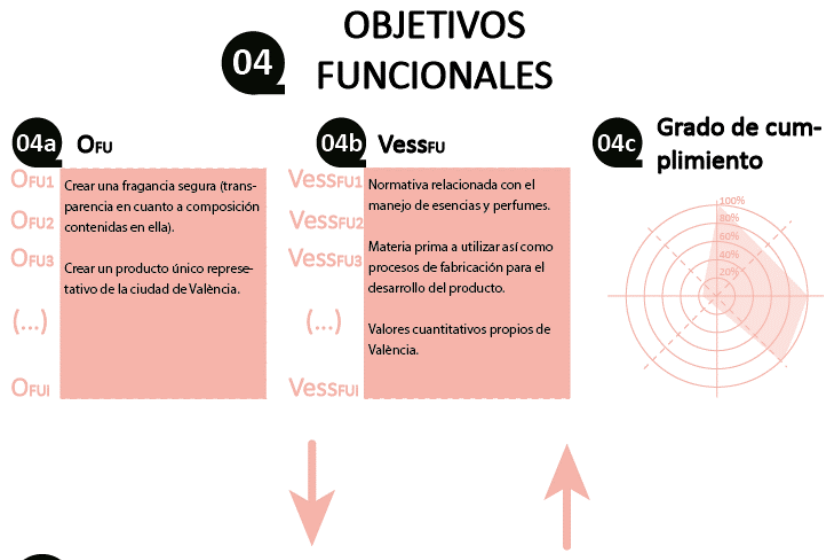 04
OBJETIVOS
FUNCIONALES
04a OFU
OFU1
OFU2
OFU3
(...)
OFUI
Crear una fragancia segura (trans-
parencia en cuanto a composición
contenidas en ella).
Crear un producto único represe-
tativo de la ciudad de València.
04b VessFU
VessFU1
VessFU2
VessFU3
(...)
VessFUI
Normativa relacionada con el
manejo de esencias y perfumes.
Materia prima a utilizar así como
procesos de fabricación para el
desarrollo del producto.
Valores cuantitativos propios de
València.
04c Grado de cum-
plimiento
100%
80%
60%
40%
20%